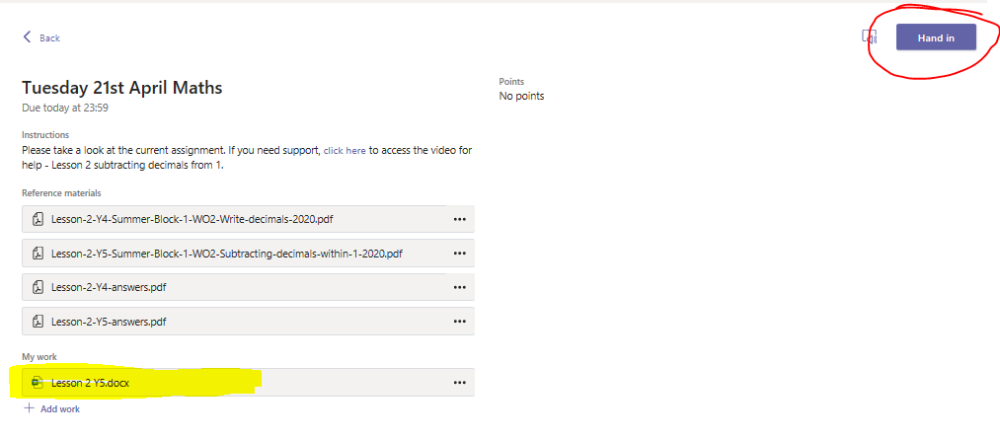 Back
Hand in
Tuesday 21st April Maths
Due today at 23:59
Points
No points
Instructions
Please take a look at the current assignment. If you need support, click here to access the video for
help - Lesson 2 subtracting decimals from 1.
Reference materials
Lesson-2-Y4-Summer-Block-1-WO2-Write-decimals-2020.pdf
Lesson-2-Y5-Summer-Block-1-WO2-Subtracting-decimals-within-1-2020.pdf
Lesson-2-Y4-answers.pdf
Lesson-2-Y5-answers.pdf
My work
Lesson 2 Y5.docx
Add work